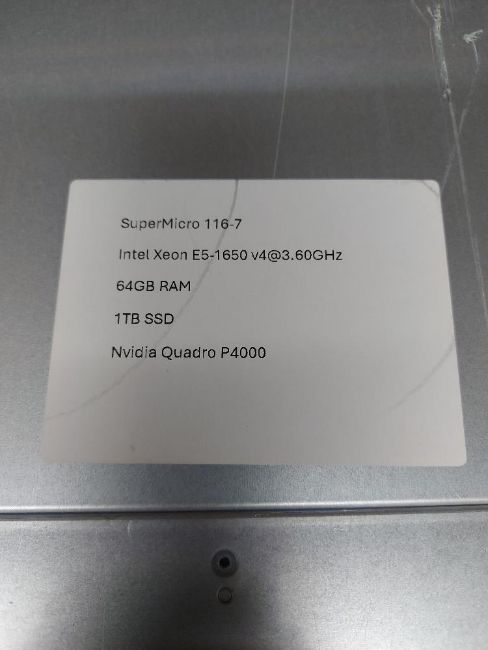 SuperMicro 116-7
Intel Xeon E5-1650 v4@3.60GHz
64GB RAM
1TB SSD
Nvidia Quadro P4000